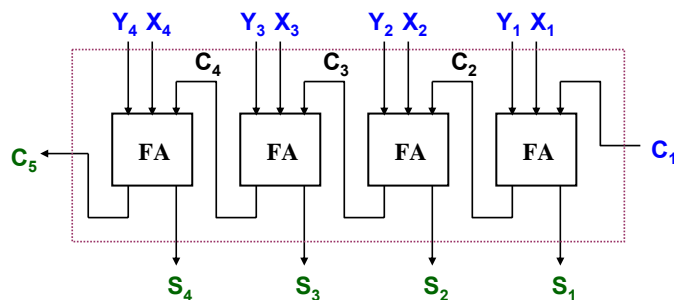 Y4 X4 Y3 X3 Y2 X2 Y1 X1
C4 C3 C2
FA FA FA FA
C5 C1
S4 S3 S2 S1